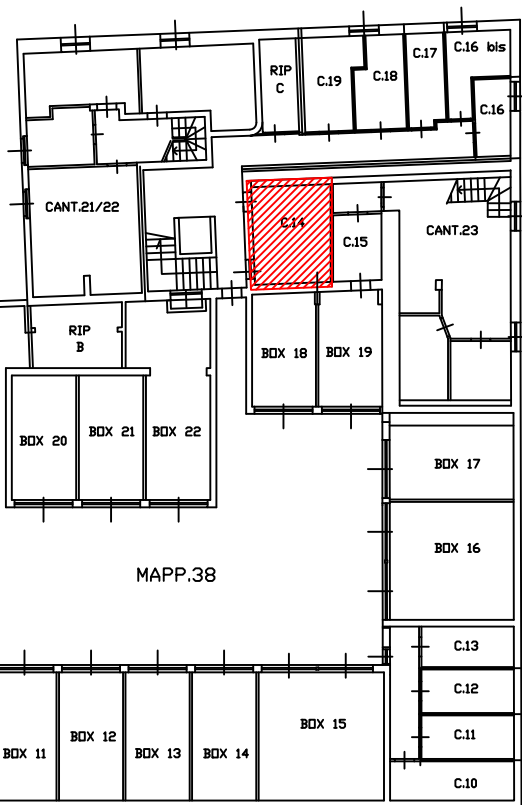 C.16 bis
C.17
RIP
C
C.19
C.18
C.16
CANT.21/22
C.14
C.15
CANT.23
RIP
B
BOX 18
BOX 19
BOX 20
BOX 21
BOX 22
BOX 17
BOX 16
MAPP.38
C.13
C.12
C.11
C.10
BOX 11
BOX 12
BOX 13
BOX 14
BOX 15